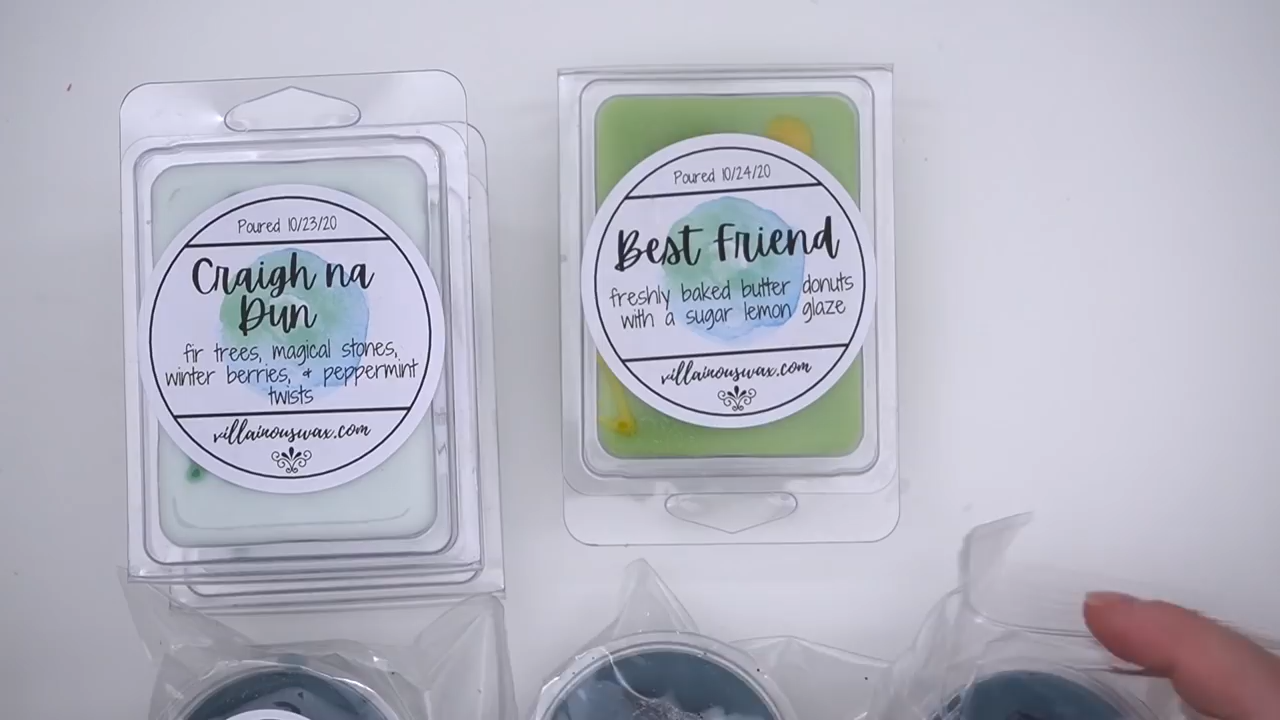 Poured 10/23/20
Craigh na
Dun
fir trees, magical stones,
winter berries, + peppermint
twists
villainouswax.com
Poured 10/24/20
Best Friend
freshly baked butter donuts
with a sugar lemon glaze
villainouswax.com